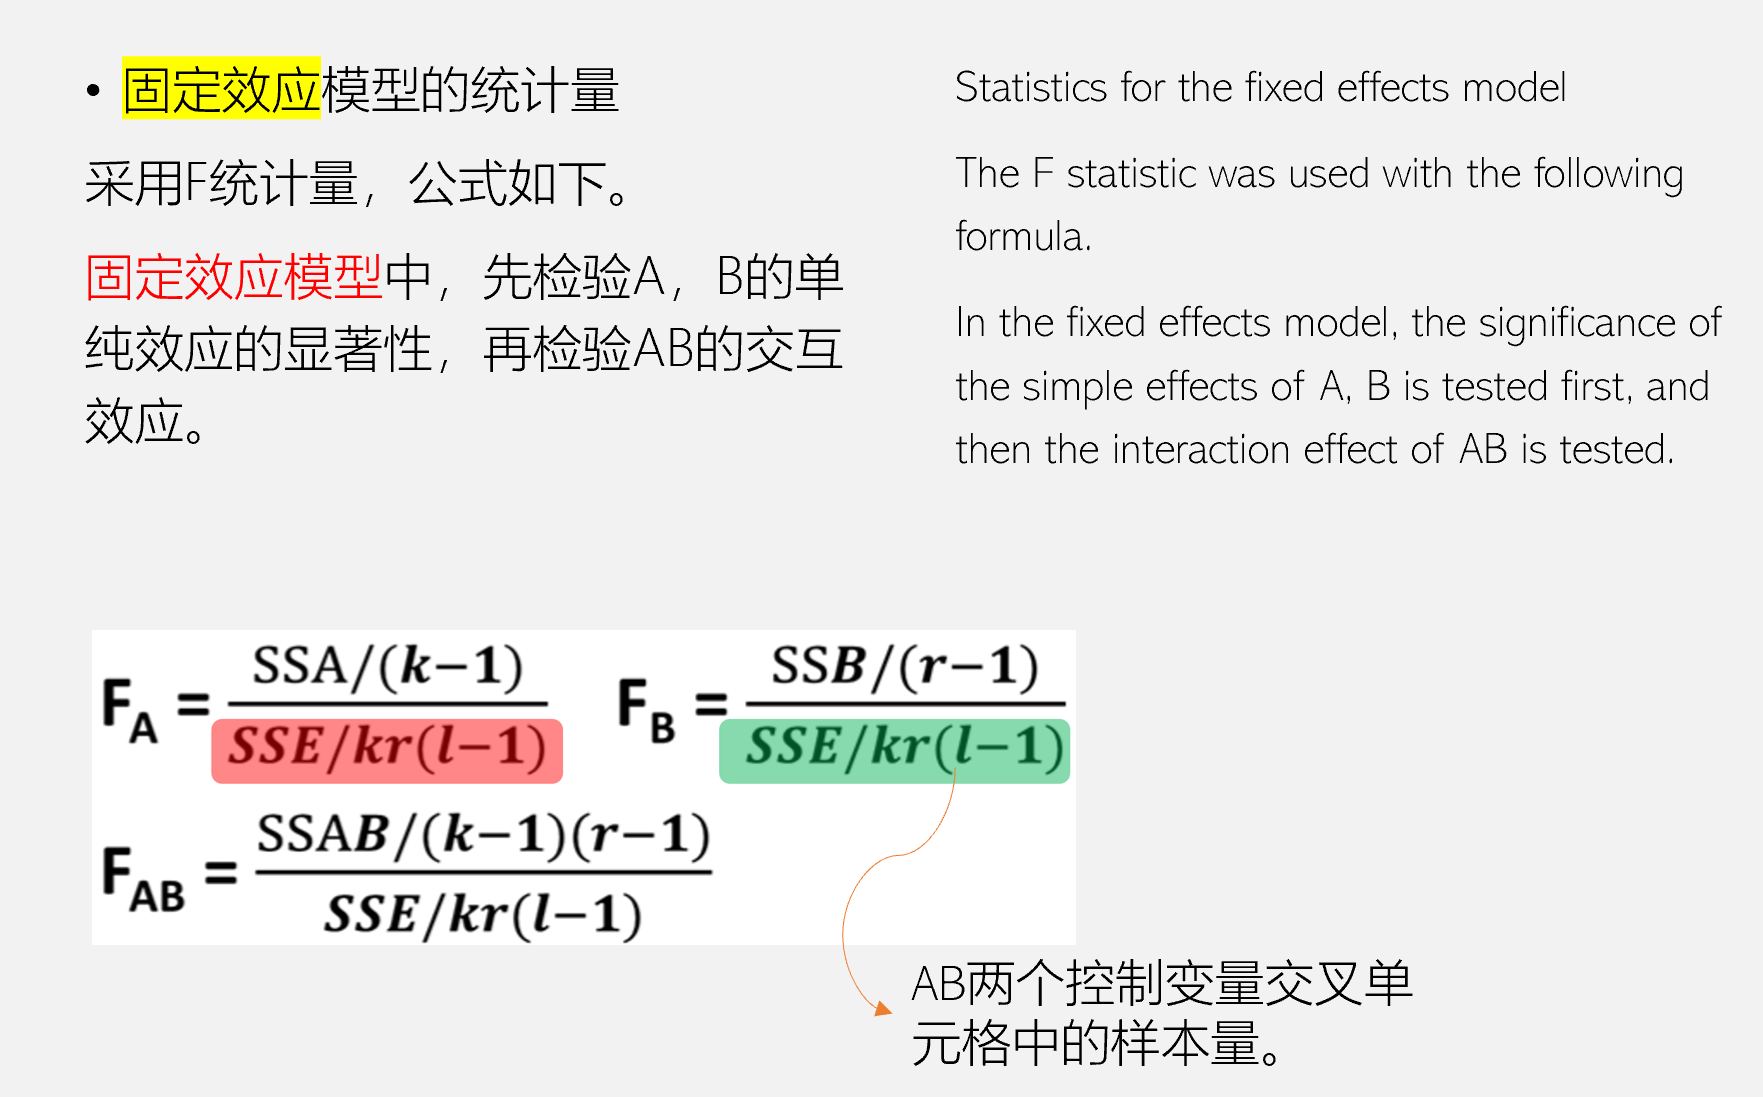 • 固定效应模型的统计量
采用F统计量，公式如下。
固定效应模型中，先检验A，B的单
纯效应的显著性，再检验AB的交互
效应。
Statistics for the fixed effects model
The F statistic was used with the following
formula.
In the fixed effects model, the significance of
the simple effects of A, B is tested first, and
then the interaction effect of AB is tested.
F_A = SSA/(k−1) / SSE/kr(l−1)
F_B = SSB/(r−1) / SSE/kr(l−1)
F_AB = SSAB/(k−1)(r−1) / SSE/kr(l−1)
AB两个控制变量交叉单
元格中的样本量。